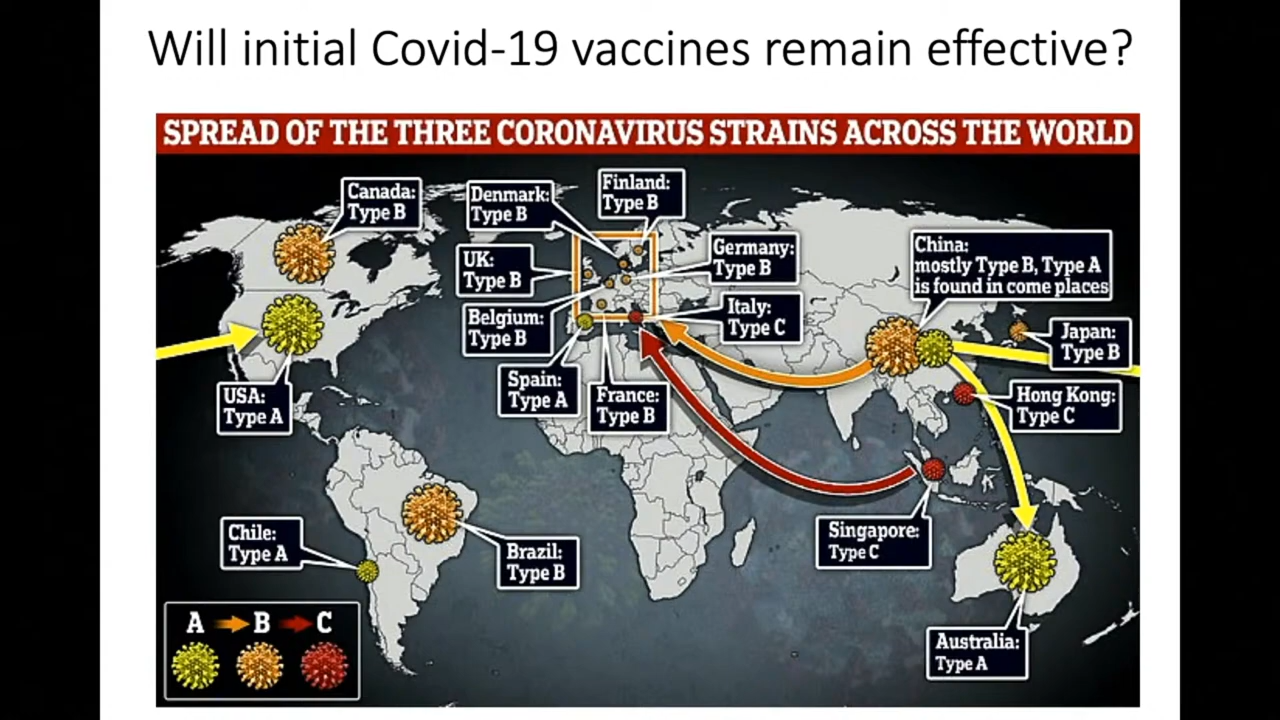 Will initial Covid-19 vaccines remain effective?
SPREAD OF THE THREE CORONAVIRUS STRAINS ACROSS THE WORLD
Canada:
Type B
Denmark:
Type B
Finland:
Type B
UK:
Type B
Germany:
Type B
China:
mostly Type B, Type A
is found in come places
Belgium:
Type B
Italy:
Type C
Japan:
Type B
USA:
Type A
Spain:
Type A
France:
Type B
Hong Kong:
Type C
Chile:
Type A
Brazil:
Type B
Singapore:
Type C
Australia:
Type A
A B C